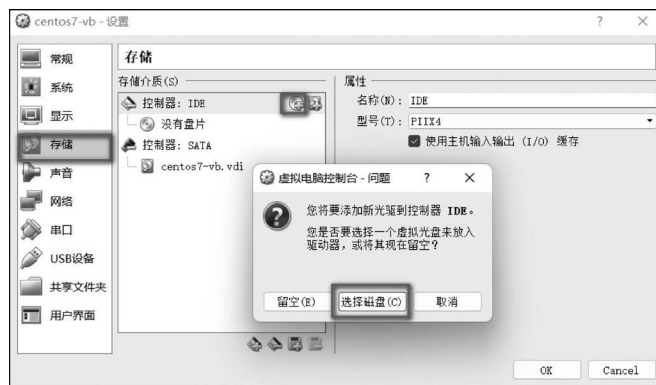 centos7-vb - 设置
? ×
常规
系统
显示
存储
声音
网络
串口
USB设备
共享文件夹
用户界面
存储
存储介质(S)
控制器: IDE
没有盘片
控制器: SATA
centos7-vb.vdi
属性
名称(N): IDE
型号(T): PIIX4
使用主机输入输出 (I/O) 缓存
虚拟电脑控制台 - 问题 ? ×
您将要添加新光驱到控制器 IDE。
您是否要选择一个虚拟光盘来放入
驱动器，或将其现在留空?
留空(E) 选择磁盘(C) 取消
OK Cancel